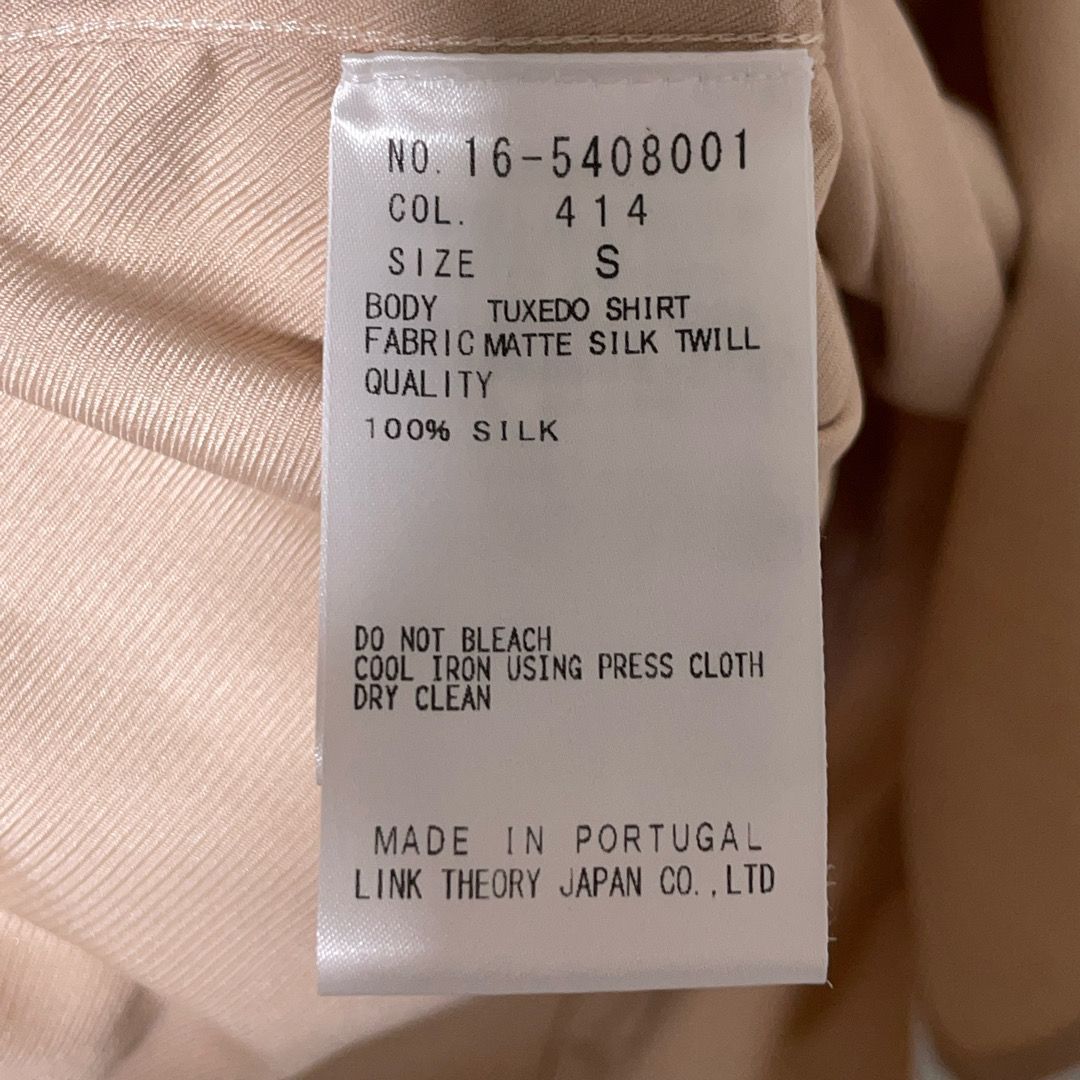 NO. 16-5408001
COL. 414
SIZE S
BODY TUXEDO SHIRT
FABRIC MATTE SILK TWILL
QUALITY
100% SILK
DO NOT BLEACH
COOL IRON USING PRESS CLOTH
DRY CLEAN
MADE IN PORTUGAL
LINK THEORY JAPAN CO.,LTD